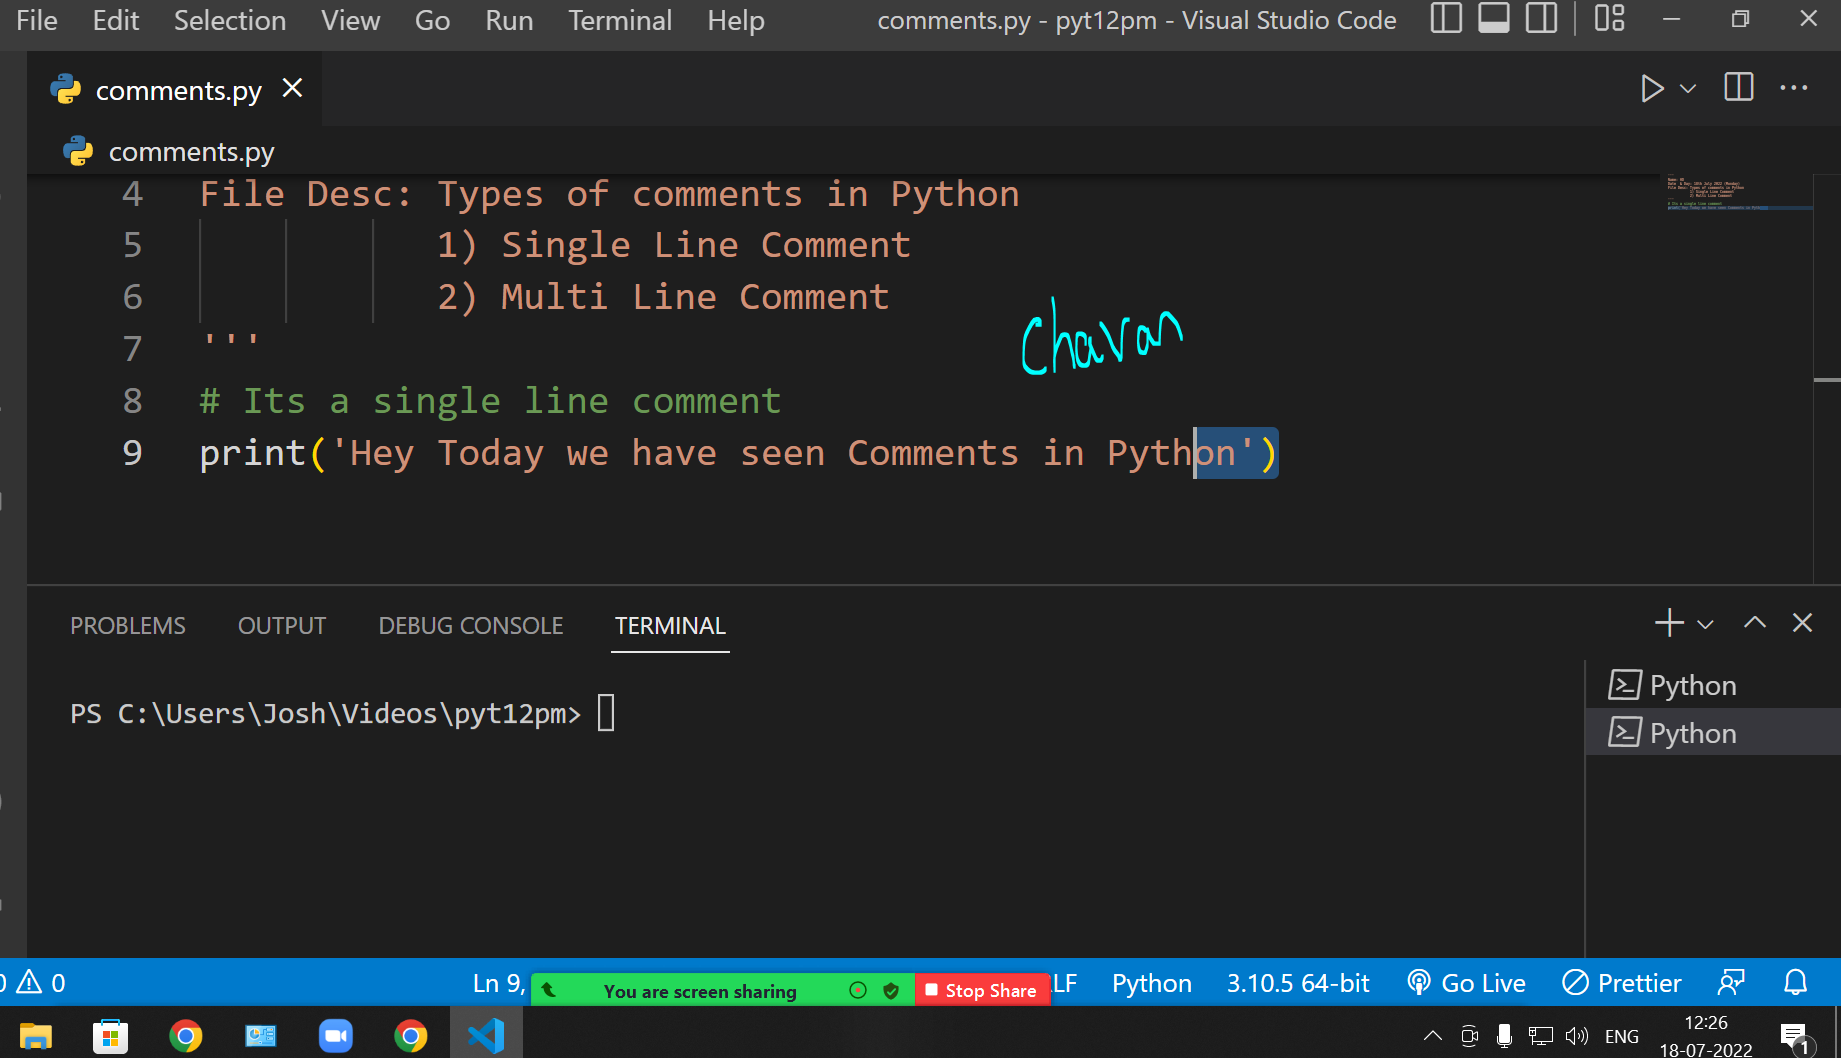 File Edit Selection View Go Run Terminal Help comments.py - pyt12pm - Visual Studio Code
comments.py
comments.py
4 File Desc: Types of comments in Python
5 1) Single Line Comment
6 2) Multi Line Comment
Chavan
7 '''
8 # Its a single line comment
9 print('Hey Today we have seen Comments in Python')
PROBLEMS OUTPUT DEBUG CONSOLE TERMINAL
Python
PS C:\Users\Josh\Videos\pyt12pm>
Python
0 0 Ln 9, LF Python 3.10.5 64-bit Go Live Prettier
You are screen sharing Stop Share
ENG 12:26
18-07-2022 1